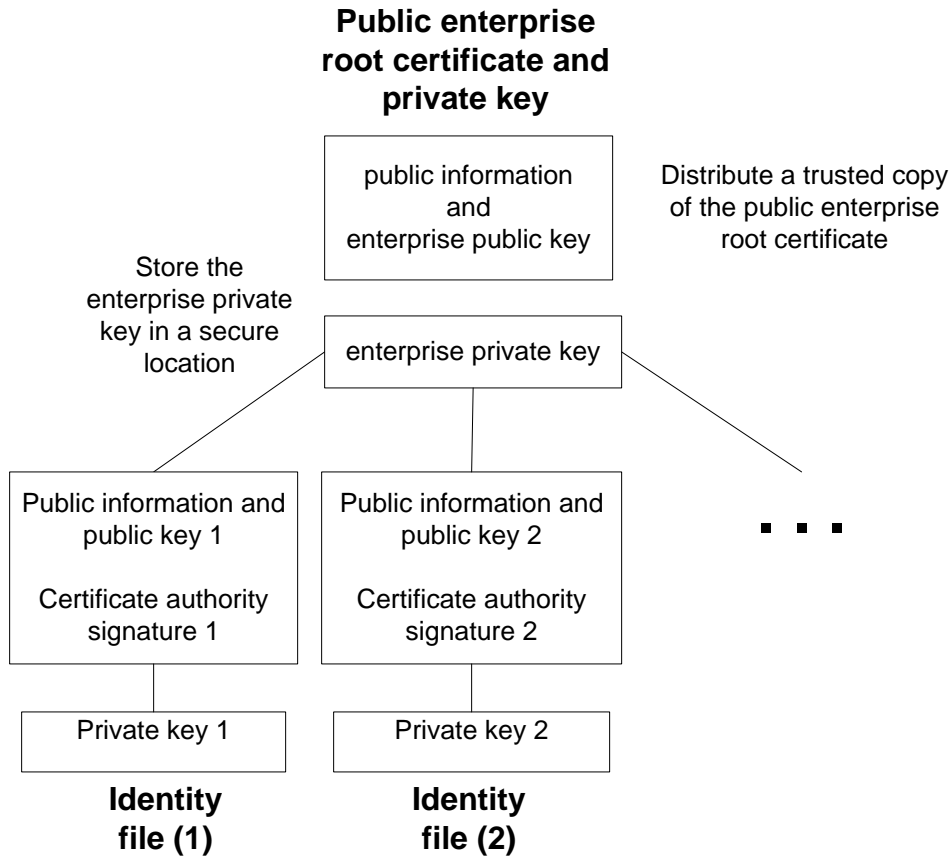 Public enterprise
root certificate and
private key
public information
and
enterprise public key
Distribute a trusted copy
of the public enterprise
root certificate
Store the
enterprise private
key in a secure
location
enterprise private key
Public information and
public key 1
Certificate authority
signature 1
Public information and
public key 2
Certificate authority
signature 2
. . .
Private key 1
Private key 2
Identity
file (1)
Identity
file (2)